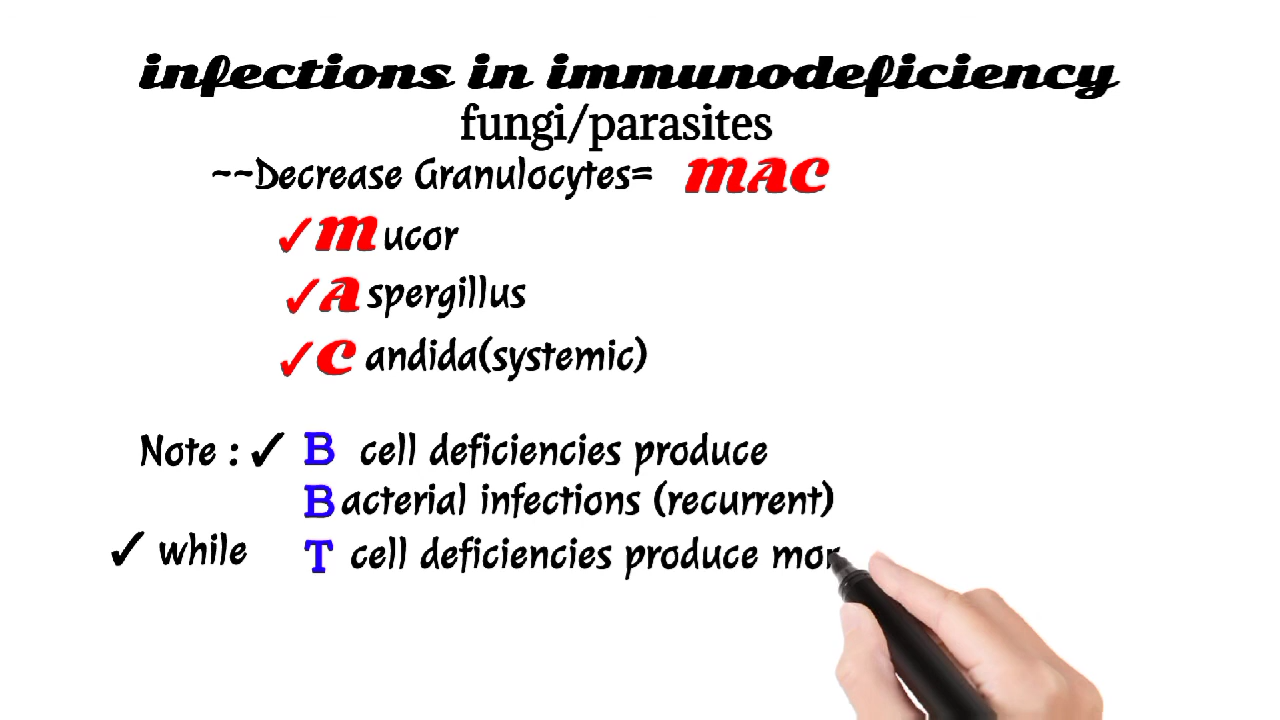 infections in immunodeficiency
fungi/parasites
~~Decrease Granulocytes= MAC
✓Mucor
✓Aspergillus
✓Candida(systemic)
Note : ✓ B cell deficiencies produce
Bacterial infections (recurrent)
✓ while T cell deficiencies produce mor